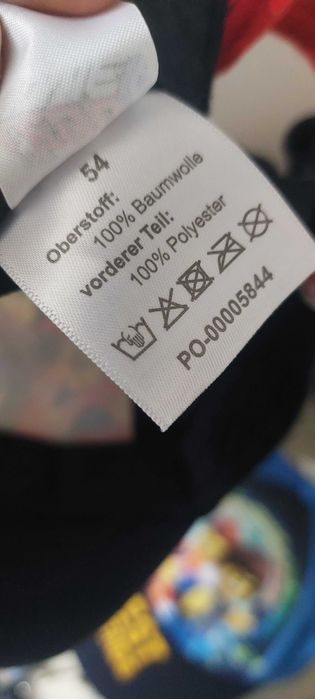 54
Oberstoff:
100% Baumwolle
vorderer Teil:
100% Polyester
PO-00005844